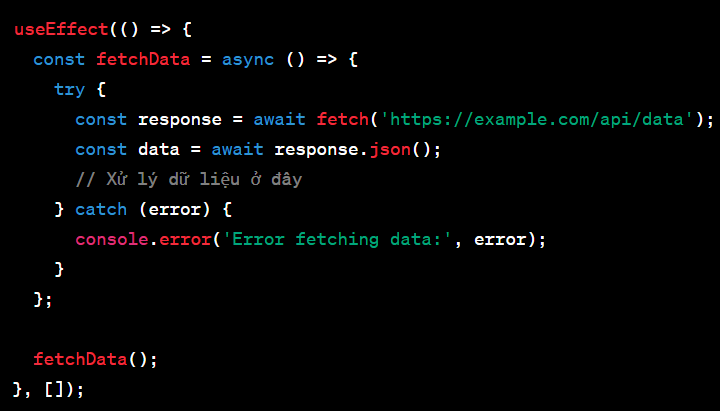 useEffect(() => {
  const fetchData = async () => {
    try {
      const response = await fetch('https://example.com/api/data');
      const data = await response.json();
      // Xử lý dữ liệu ở đây
    } catch (error) {
      console.error('Error fetching data:', error);
    }
  };

  fetchData();
}, []);